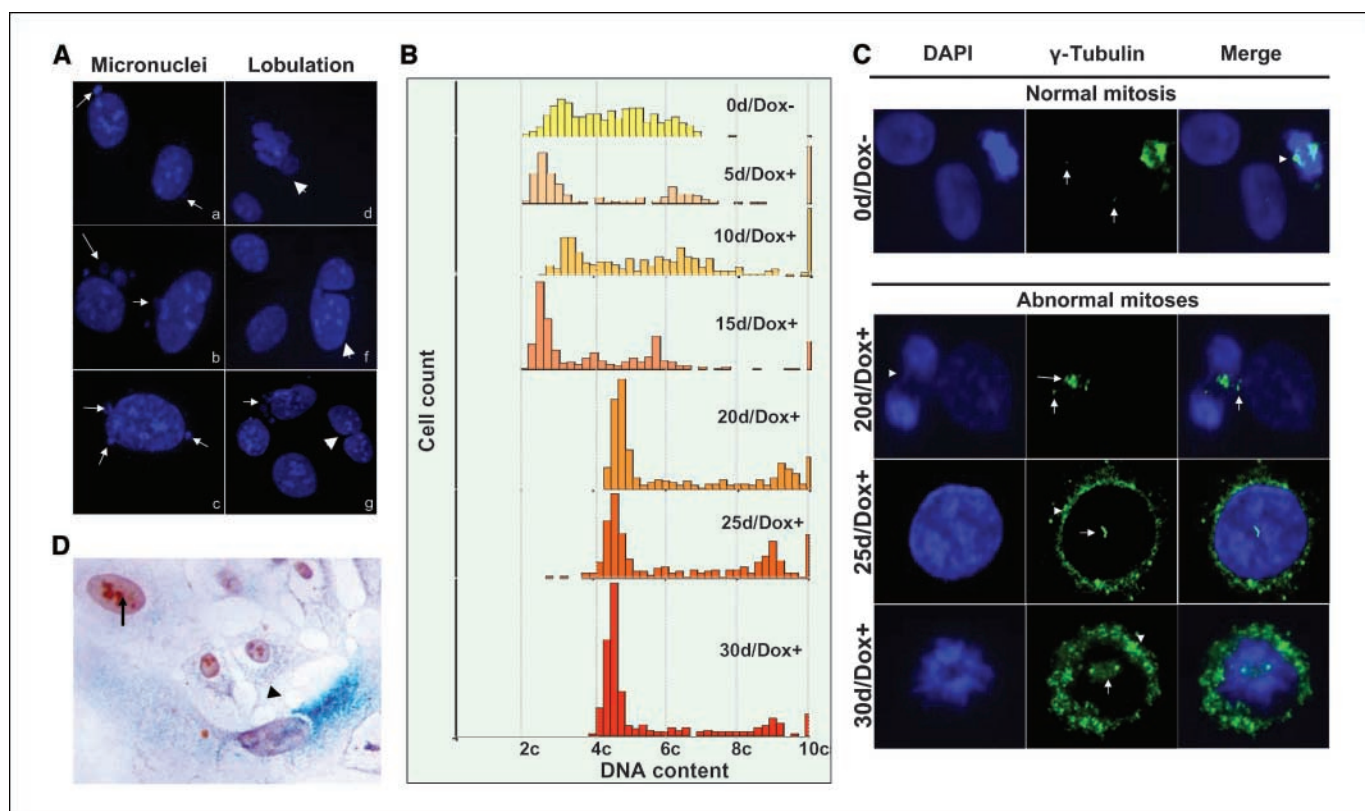 A
Micronuclei Lobulation
a
d
b
f
c
g
B
0d/Dox-
5d/Dox+
10d/Dox+
15d/Dox+
20d/Dox+
25d/Dox+
30d/Dox+
Cell count
2c 4c 6c 8c 10c
DNA content
C
DAPI γ-Tubulin Merge
Normal mitosis
0d/Dox-
Abnormal mitoses
20d/Dox+
25d/Dox+
30d/Dox+
D